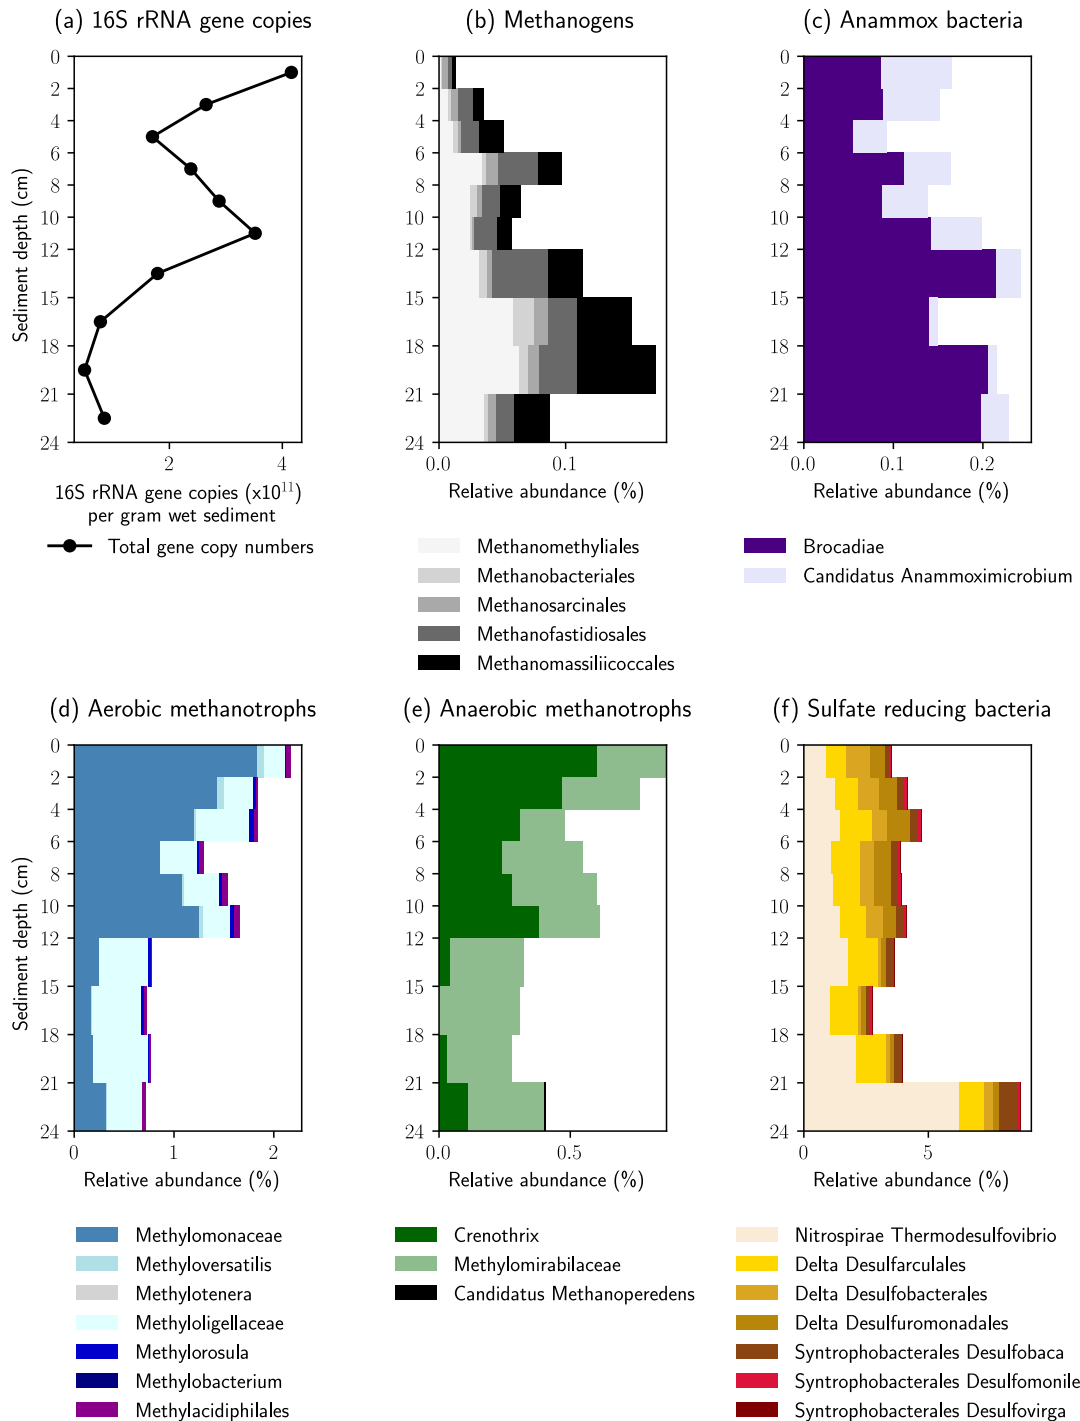 (a) 16S rRNA gene copies
(b) Methanogens
(c) Anammox bacteria
Sediment depth (cm)
0
2
4
6
8
10
12
15
18
21
24
2 4
16S rRNA gene copies (x10¹¹)
per gram wet sediment
Total gene copy numbers
0
2
4
6
8
10
12
15
18
21
24
0.0 0.1
Relative abundance (%)
Methanomethyliales
Methanobacteriales
Methanosarcinales
Methanofastidiosales
Methanomassiliicoccales
0
2
4
6
8
10
12
15
18
21
24
0.0 0.1 0.2
Relative abundance (%)
Brocadiae
Candidatus Anammoximicrobium
(d) Aerobic methanotrophs
(e) Anaerobic methanotrophs
(f) Sulfate reducing bacteria
Sediment depth (cm)
0
2
4
6
8
10
12
15
18
21
24
0 1 2
Relative abundance (%)
Methylomonaceae
Methyloversatilis
Methylotenera
Methyloligellaceae
Methylorosula
Methylobacterium
Methylacidiphilales
0
2
4
6
8
10
12
15
18
21
24
0.0 0.5
Relative abundance (%)
Crenothrix
Methylomirabilaceae
Candidatus Methanoperedens
0
2
4
6
8
10
12
15
18
21
24
0 5
Relative abundance (%)
Nitrospirae Thermodesulfovibrio
Delta Desulfarculales
Delta Desulfobacterales
Delta Desulfuromonadales
Syntrophobacterales Desulfobaca
Syntrophobacterales Desulfomonile
Syntrophobacterales Desulfovirga